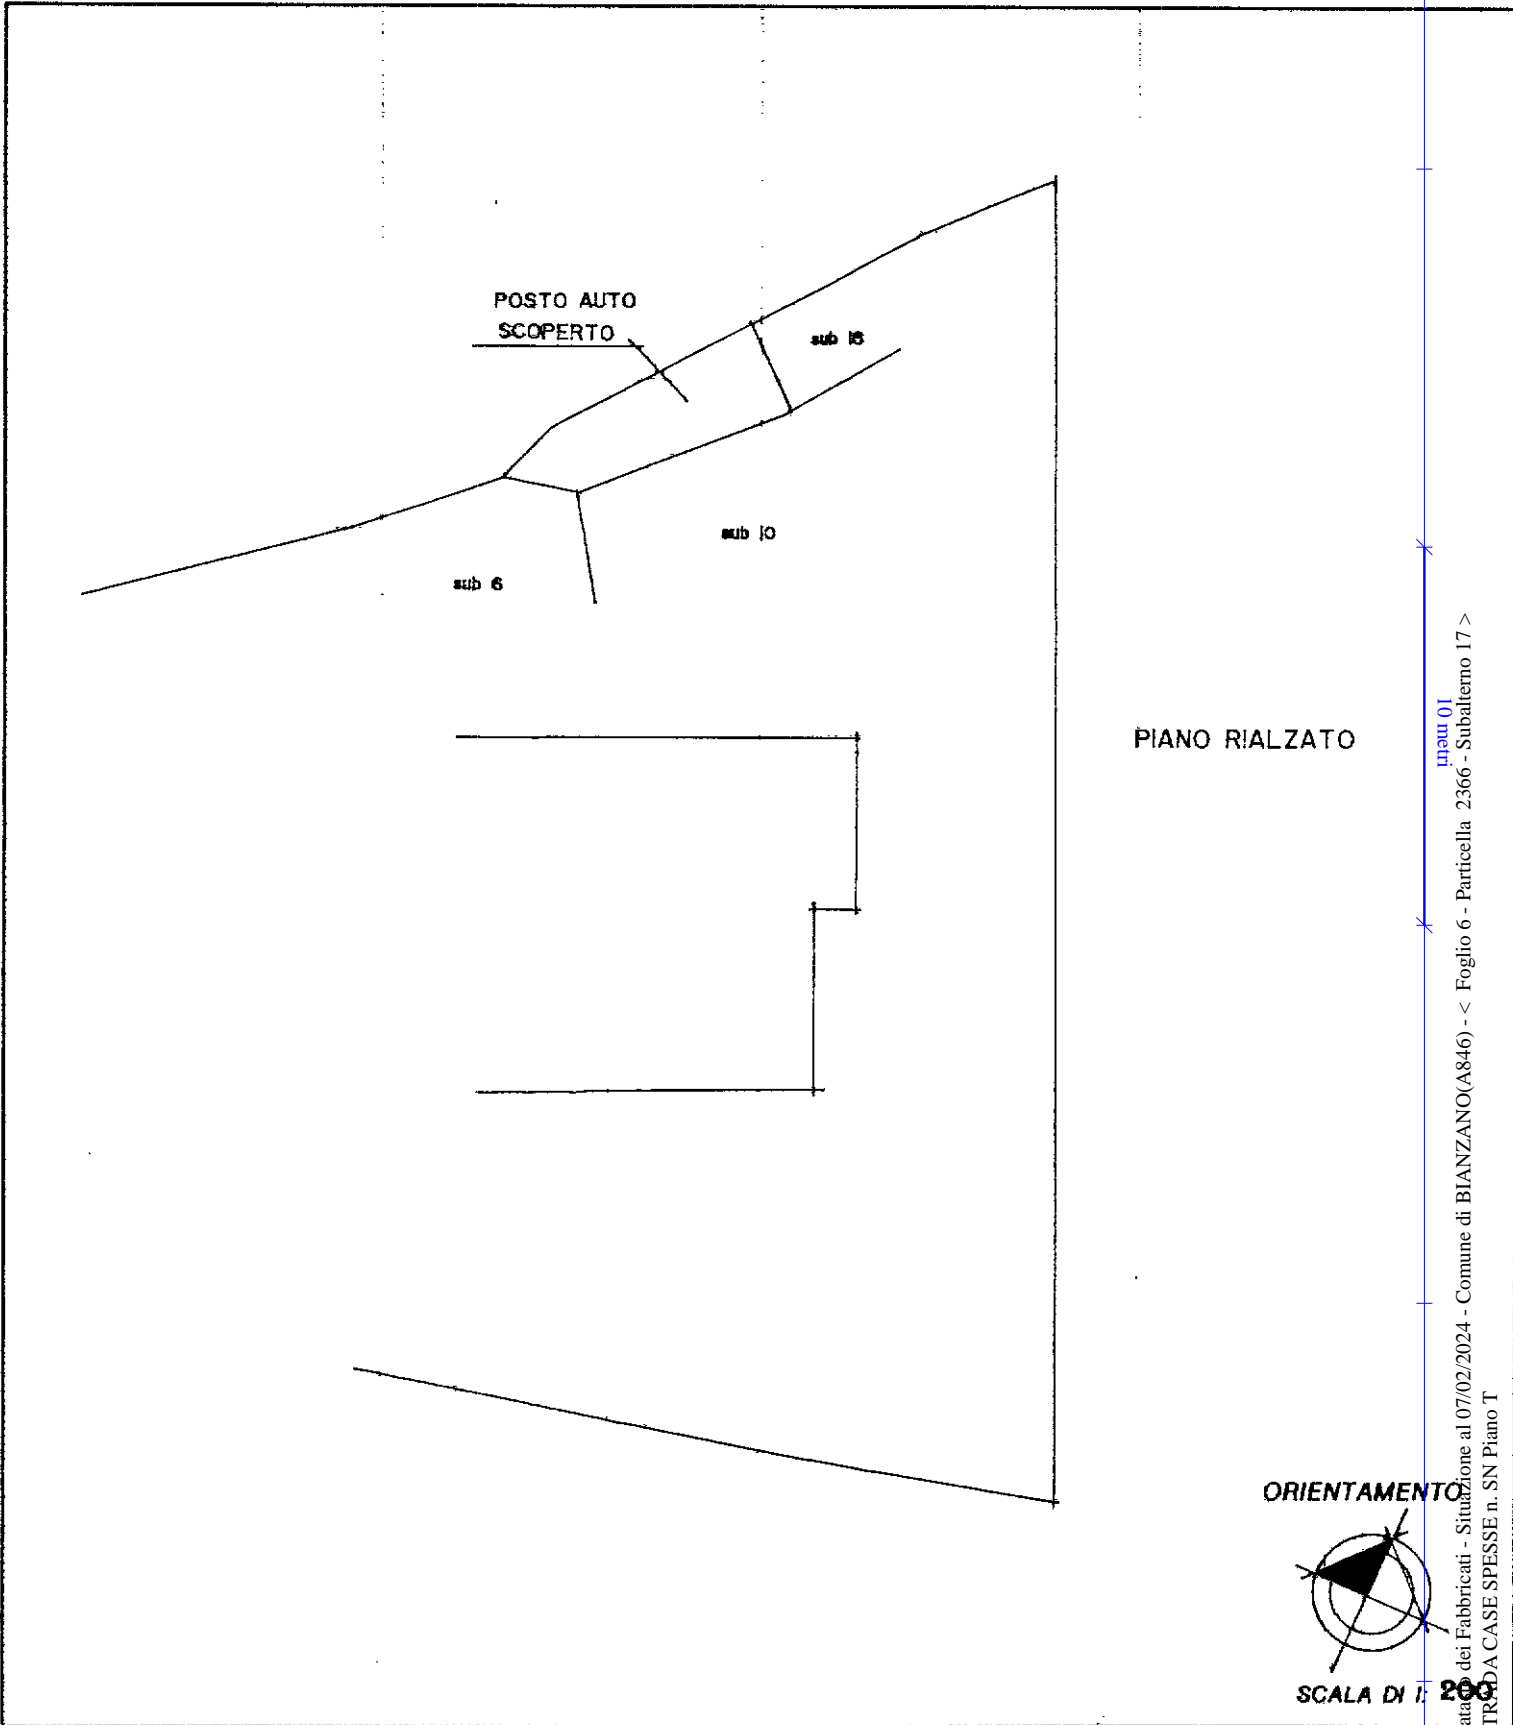 POSTO AUTO
SCOPERTO
sub 18
sub 10
sub 6
PIANO RIALZATO
10 metri
dei Fabbricati - Situazione al 07/02/2024 - Comune di BIANZANO(A846) - < Foglio 6 - Particella 2366 - Subalterno 17 >
CASE SPESSE n. SN Piano T
ORIENTAMENTO
SCALA DI 1: 200